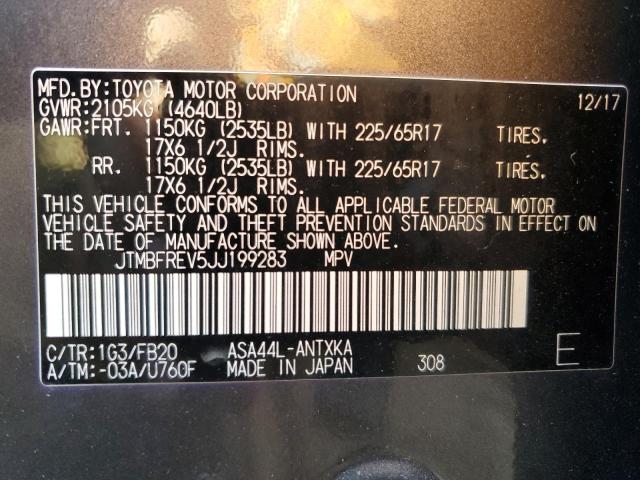 MFD.BY:TOYOTA MOTOR CORPORATION 12/17
GVWR:2105KG (4640LB)
GAWR:FRT. 1150KG (2535LB) WITH 225/65R17 TIRES.
17X6 1/2J RIMS.
RR. 1150KG (2535LB) WITH 225/65R17 TIRES.
17X6 1/2J RIMS.
THIS VEHICLE CONFORMS TO ALL APPLICABLE FEDERAL MOTOR
VEHICLE SAFETY AND THEFT PREVENTION STANDARDS IN EFFECT ON
THE DATE OF MANUFACTURE SHOWN ABOVE.
JTMBFREV5JJ199283 MPV
C/TR:1G3/FB20 ASA44L-ANTXKA E
A/TM:-03A/U760F MADE IN JAPAN 308